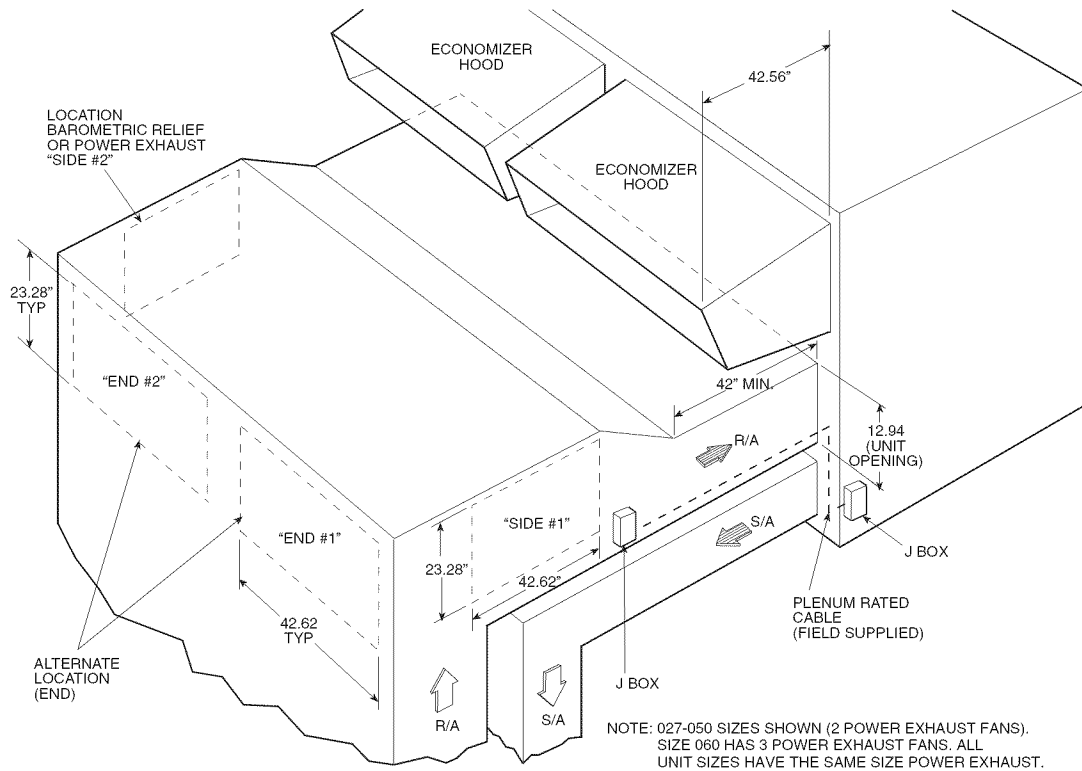 ECONOMIZER
HOOD
42.56"
LOCATION
BAROMETRIC RELIEF
OR POWER EXHAUST
"SIDE #2"
ECONOMIZER
HOOD
23.28"
TYP
"END #2"
42" MIN.
R/A
12.94
(UNIT
OPENING)
"SIDE #1"
S/A
"END #1"
23.28"
42.62"
J BOX
42.62
TYP
PLENUM RATED
CABLE
(FIELD SUPPLIED)
ALTERNATE
LOCATION
(END)
J BOX
R/A
S/A
NOTE: 027-050 SIZES SHOWN (2 POWER EXHAUST FANS).
SIZE 060 HAS 3 POWER EXHAUST FANS. ALL
UNIT SIZES HAVE THE SAME SIZE POWER EXHAUST.